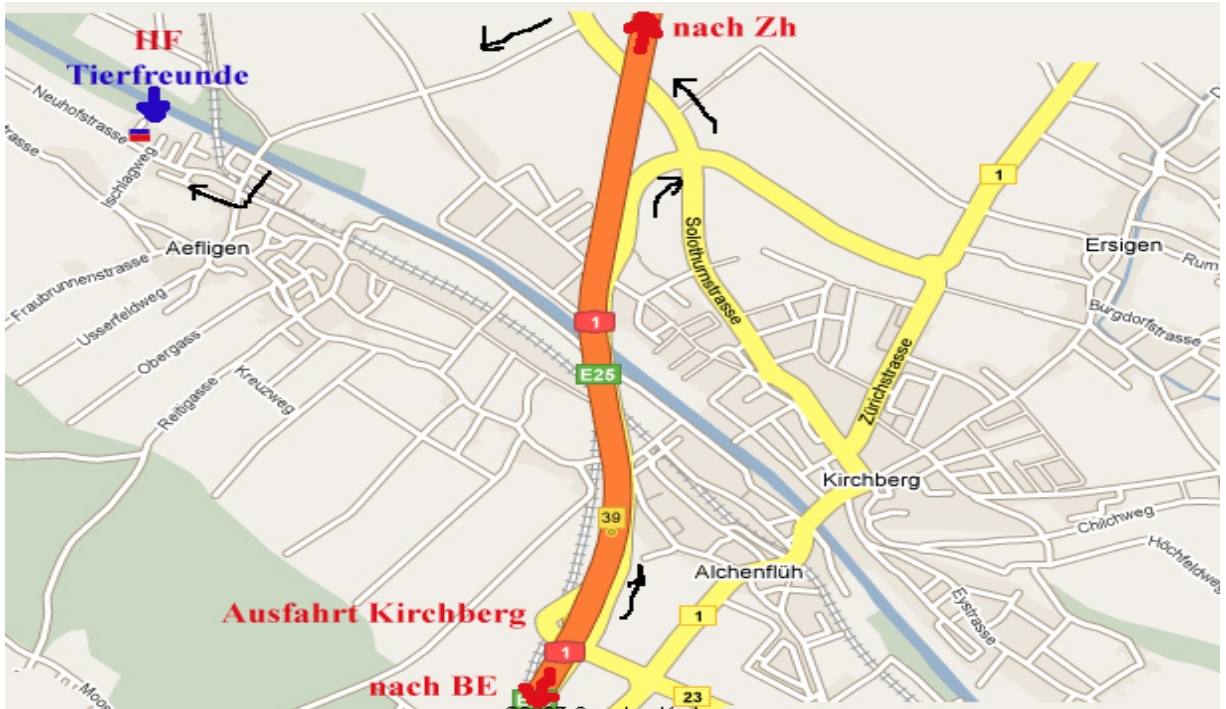 nach Zh
HF
Tierfreunde
Neuhofstrasse
Ischlagweg
Aefligen
Fraubrunnenstrasse
Usserfeldweg
Obergass
Kreuzweg
Reitigasse
1
Solothurnstrasse
Ersigen
Burgdorfstrasse
1
E25
Zürichstrasse
Kirchberg
39
Chilchweg
Höchfeldweg
Alchenflüh
Eystrasse
Ausfahrt Kirchberg
1
1
nach BE
23